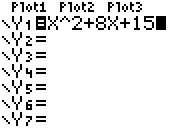 Plot1 Plot2 Plot3
\Y1=X^2+8X+15
\Y2=
\Y3=
\Y4=
\Y5=
\Y6=
\Y7=